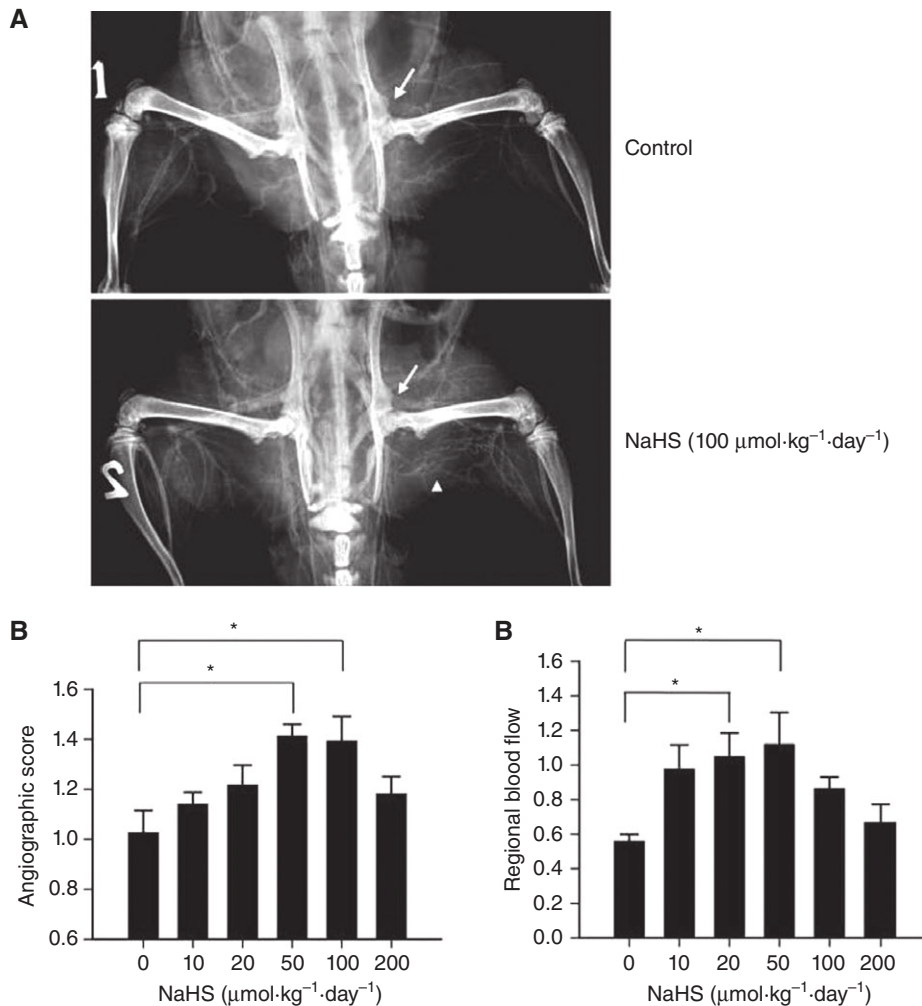 A
1
Control
2
NaHS (100 μmol·kg⁻¹·day⁻¹)
B
*
*
1.6
1.4
1.2
1.0
0.8
0.6
Angiographic score
0 10 20 50 100 200
NaHS (μmol·kg⁻¹·day⁻¹)
B
*
*
1.6
1.4
1.2
1.0
0.8
0.6
0.4
0.2
0.0
Regional blood flow
0 10 20 50 100 200
NaHS (μmol·kg⁻¹·day⁻¹)